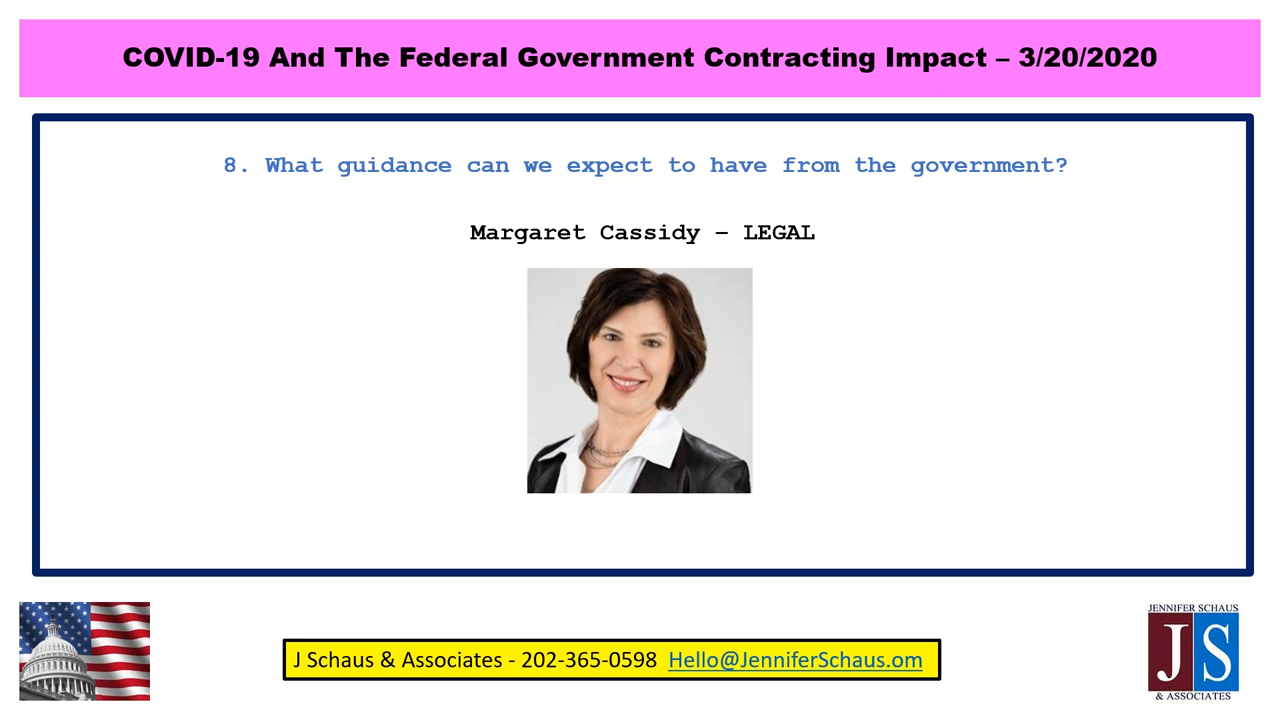 COVID-19 And The Federal Government Contracting Impact – 3/20/2020
8. What guidance can we expect to have from the government?
Margaret Cassidy – LEGAL
J Schaus & Associates - 202-365-0598 Hello@JenniferSchaus.om
JENNIFER SCHAUS
JS
& ASSOCIATES